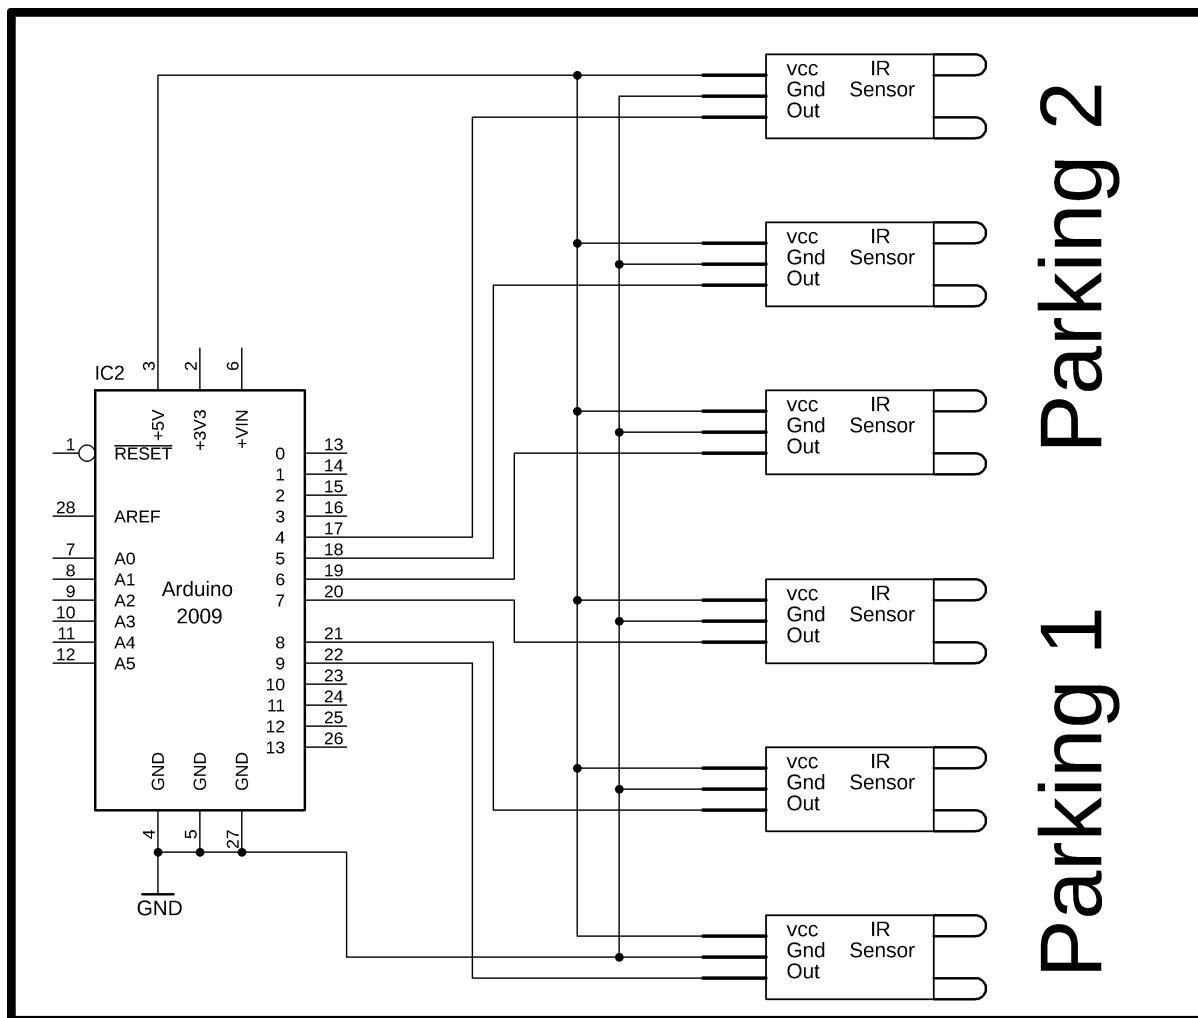 vcc IR
Gnd Sensor
Out
Parking 2
vcc IR
Gnd Sensor
Out
vcc IR
Gnd Sensor
Out
IC2
3
2
6
+5V
+3V3
+VIN
1
RESET
28
AREF
7 A0
8 A1
9 A2
10 A3
11 A4
12 A5
Arduino
2009
0 13
1 14
2 15
3 16
4 17
5 18
6 19
7 20
8 21
9 22
10 23
11 24
12 25
13 26
GND
GND
GND
4
5
27
GND
vcc IR
Gnd Sensor
Out
Parking 1
vcc IR
Gnd Sensor
Out
vcc IR
Gnd Sensor
Out